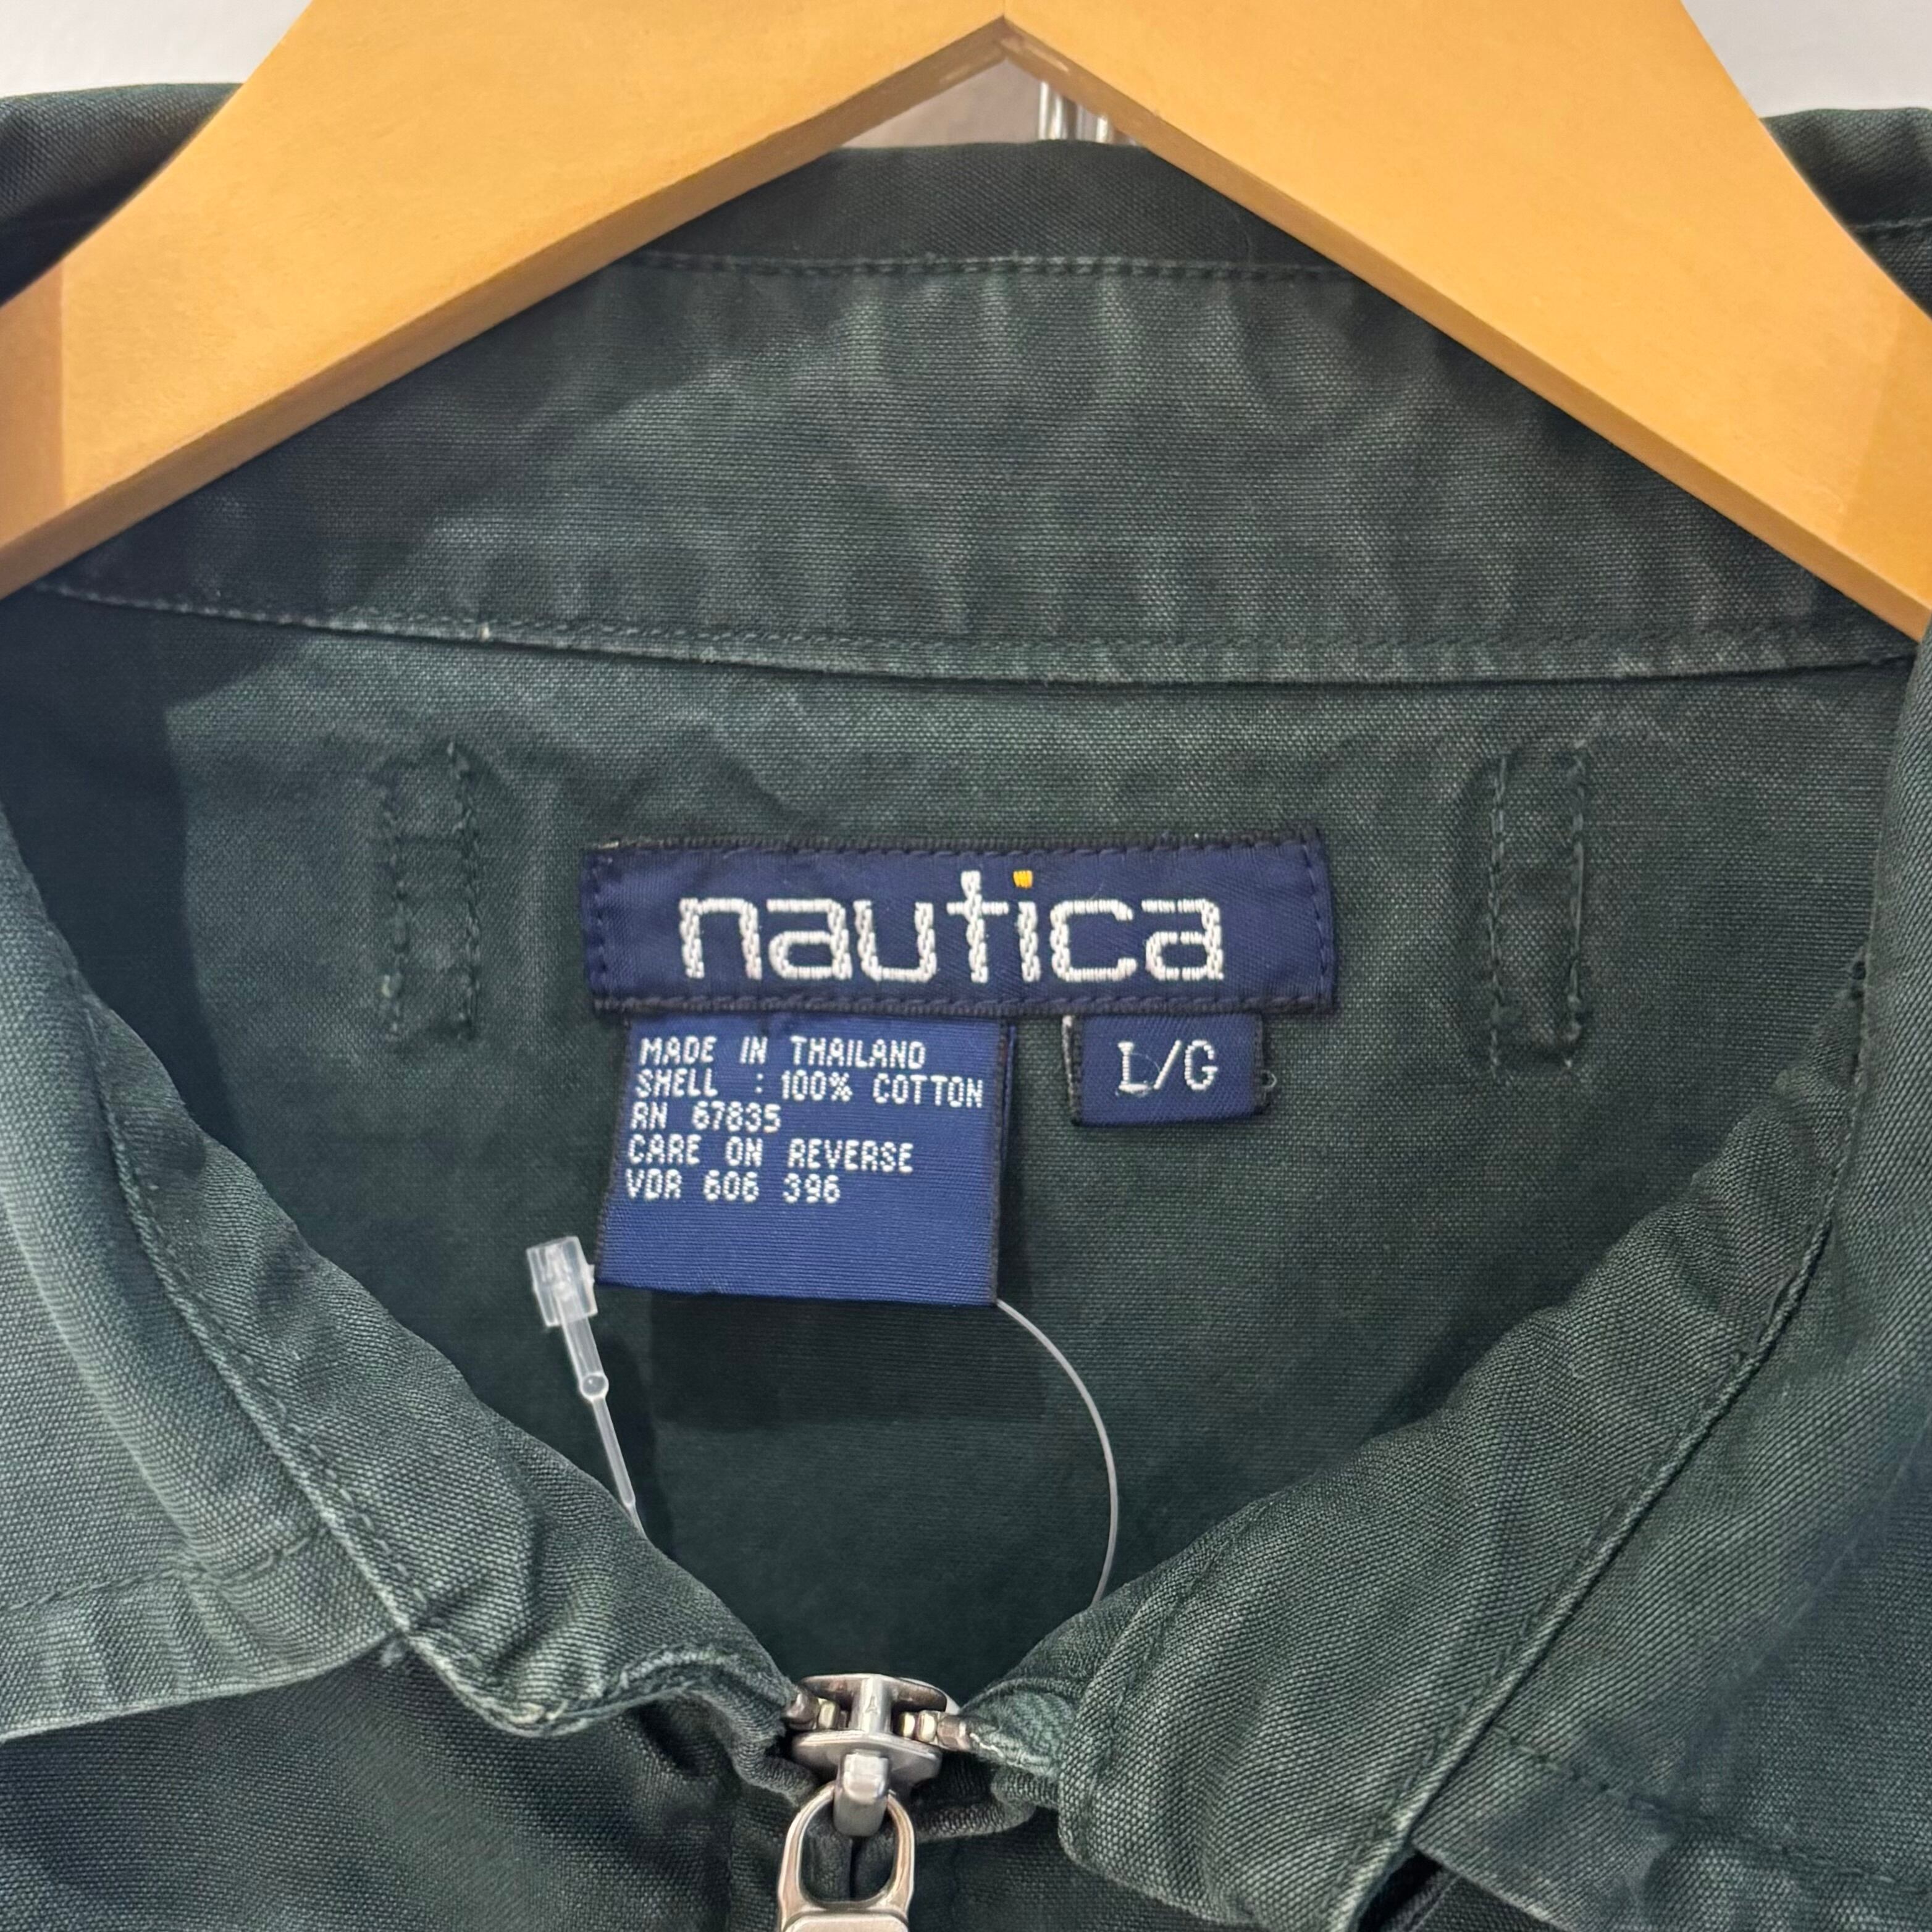 nautica
MADE IN THAILAND
SHELL : 100% COTTON
RN 67835
CARE ON REVERSE
VDR 606 396
L/G